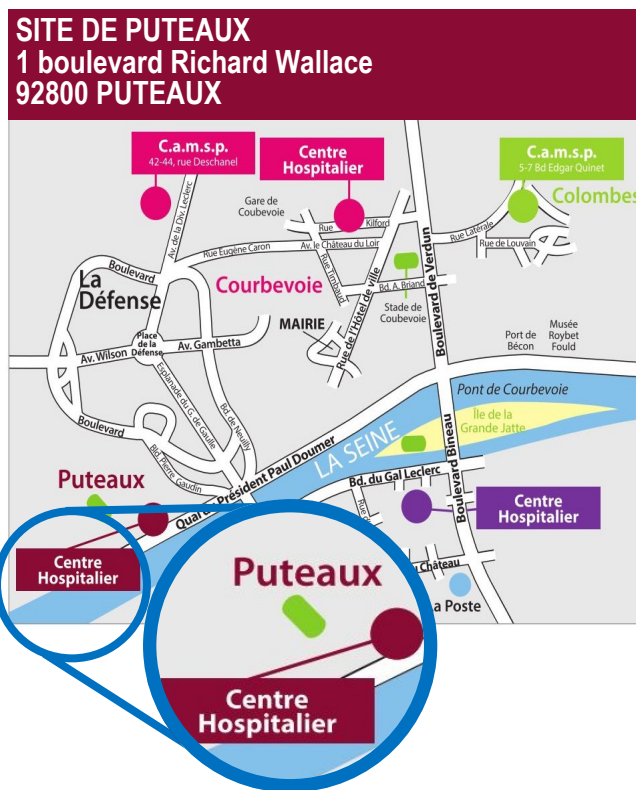 SITE DE PUTEAUX
1 boulevard Richard Wallace
92800 PUTEAUX
C.a.m.s.p.
42-44, rue Deschanel
Centre
Hospitalier
C.a.m.s.p.
5-7 Bd Edgar Quinet
Colombes
Gare de
Coubevoie
Rue Kilford
Av. de la Div. Leclerc
Rue Eugène Caron
Av. le Château du Loir
Rue Latérale
Rue de Louvain
Boulevard
La
Défense
Courbevoie
Rue Timbaud
Bd. A. Briand
Stade de
Coubevoie
Boulevard de Verdun
Rue de l'Hôtel de ville
MAIRIE
Place
de la
Défense
Av. Wilson
Av. Gambetta
Port de
Bécon
Musée
Roybet
Fould
Esplanade du G. de Gaulle
Bd. de Neuilly
Pont de Courbevoie
Île de la
Grande Jatte
Boulevard
Bld. Pierre Gaudin
LA SEINE
Quai du Président Paul Doumer
Bd. du Gal Leclerc
Boulevard Bineau
Puteaux
Centre
Hospitalier
Centre
Hospitalier
Château
a Poste
Puteaux
Centre
Hospitalier